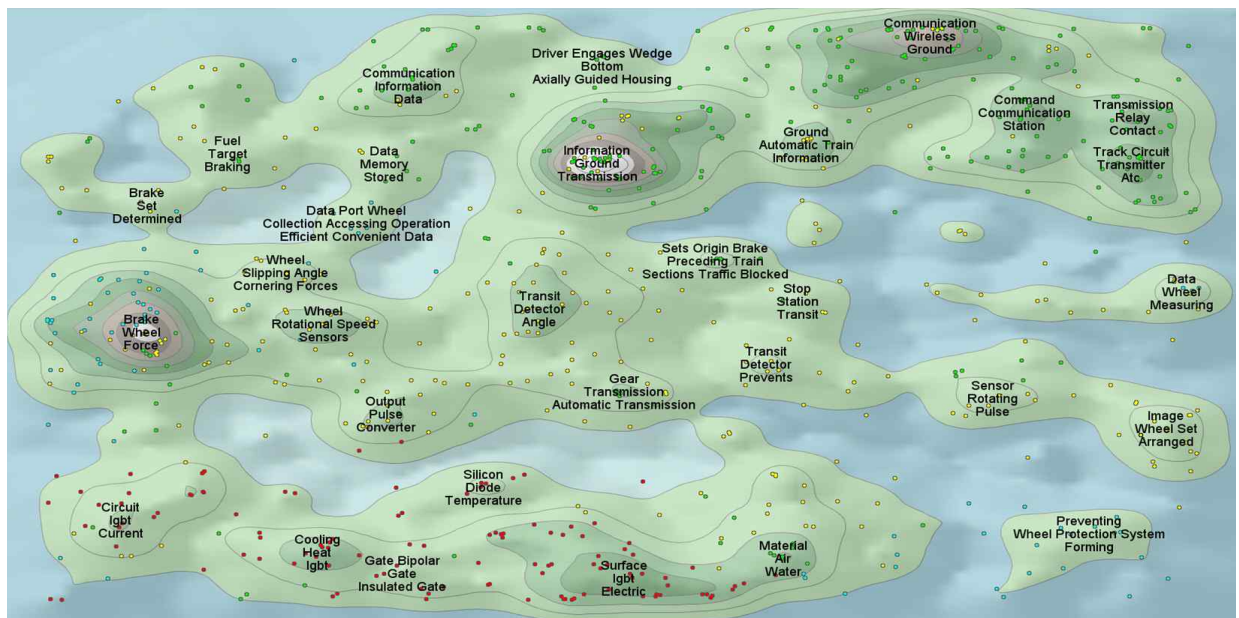 Communication
Wireless
Ground
Driver Engages Wedge
Bottom
Axially Guided Housing
Communication
Information
Data
Command
Communication
Station
Transmission
Relay
Contact
Fuel
Target
Braking
Data
Memory
Stored
Information
Ground
Transmission
Ground
Automatic Train
Information
Track Circuit
Transmitter
Atc
Brake
Set
Determined
Data Port Wheel
Collection Accessing Operation
Efficient Convenient Data
Wheel
Slipping Angle
Cornering Forces
Sets Origin Brake
Preceding Train
Sections Traffic Blocked
Stop
Station
Transit
Data
Wheel
Measuring
Brake
Wheel
Force
Wheel
Rotational Speed
Sensors
Transit
Detector
Angle
Transit
Detector
Prevents
Gear
Transmission
Automatic Transmission
Sensor
Rotating
Pulse
Output
Pulse
Converter
Image
Wheel Set
Arranged
Silicon
Diode
Temperature
Circuit
Igbt
Current
Cooling
Heat
Igbt
Gate Bipolar
Gate
Insulated Gate
Surface
Igbt
Electric
Material
Air
Water
Preventing
Wheel Protection System
Forming